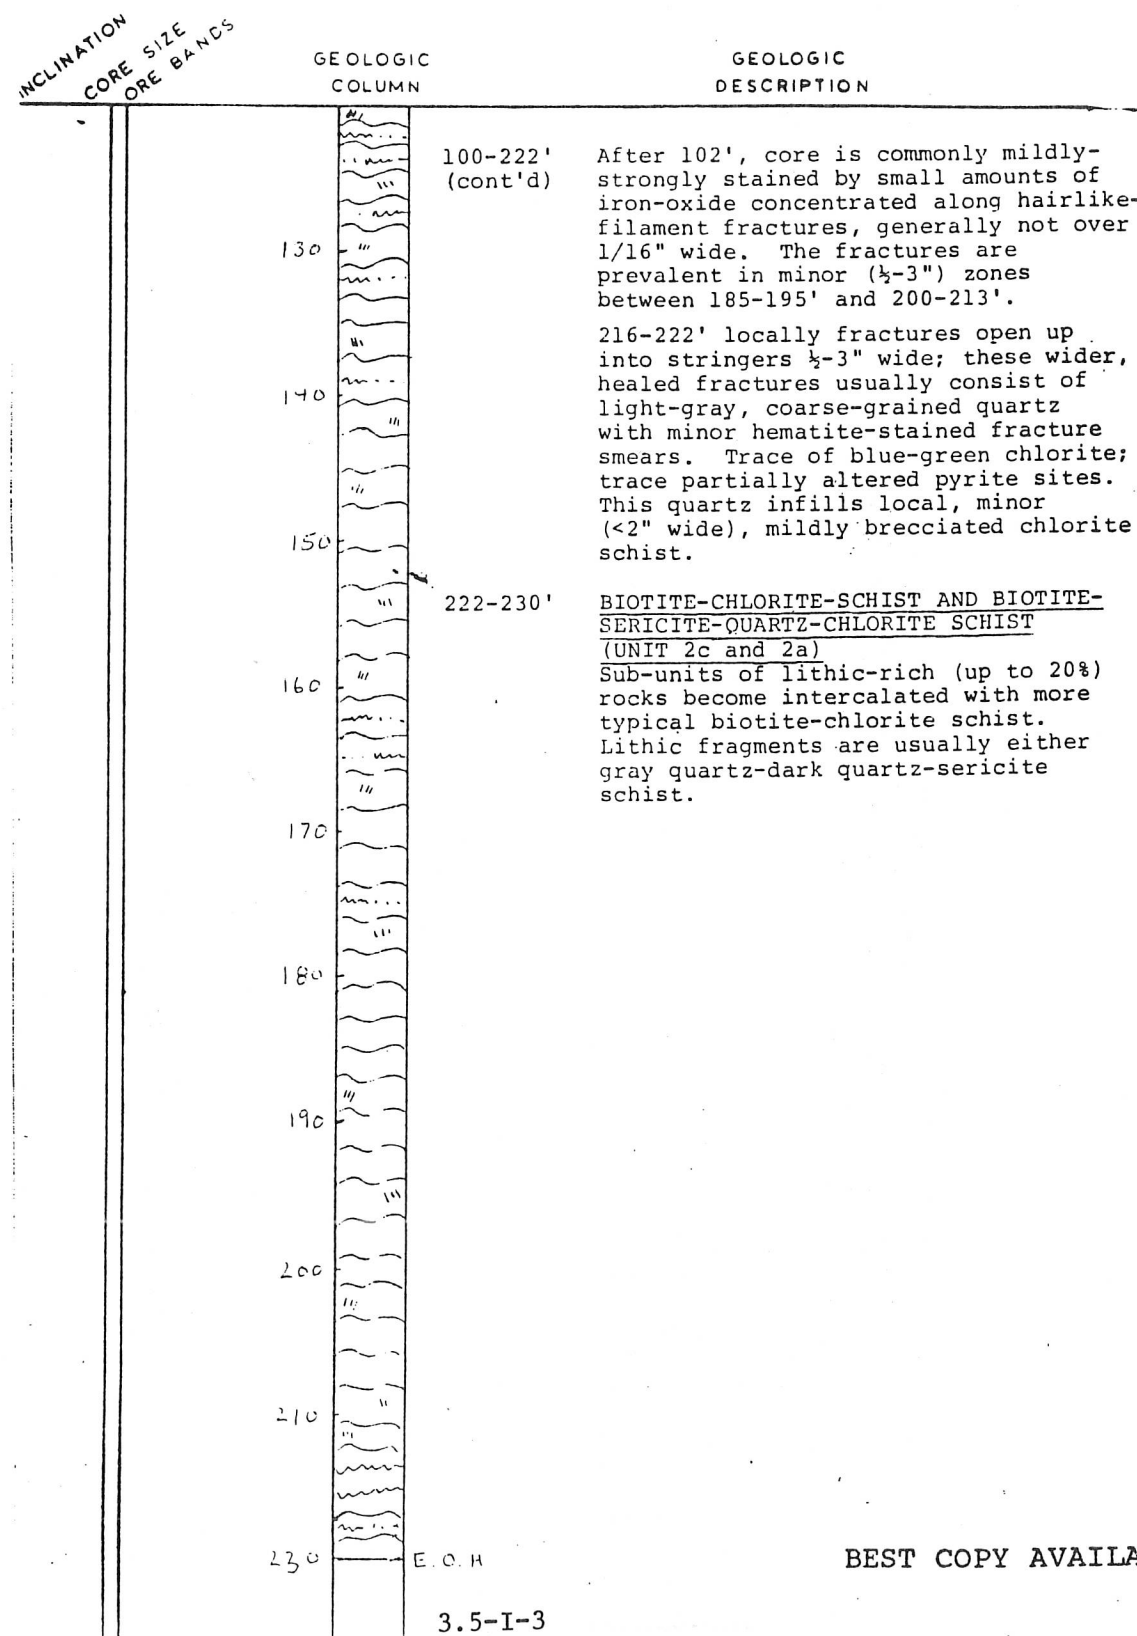 INCLINATION
CORE SIZE
ORE BANDS
GEOLOGIC
COLUMN
GEOLOGIC
DESCRIPTION
100-222'
(cont'd)
After 102', core is commonly mildly-
strongly stained by small amounts of
iron-oxide concentrated along hairlike-
filament fractures, generally not over
1/16" wide. The fractures are
prevalent in minor (½-3") zones
between 185-195' and 200-213'.
216-222' locally fractures open up
into stringers ½-3" wide; these wider,
healed fractures usually consist of
light-gray, coarse-grained quartz
with minor hematite-stained fracture
smears. Trace of blue-green chlorite;
trace partially altered pyrite sites.
This quartz infills local, minor
(<2" wide), mildly brecciated chlorite
schist.
222-230'
BIOTITE-CHLORITE-SCHIST AND BIOTITE-
SERICITE-QUARTZ-CHLORITE SCHIST
(UNIT 2c and 2a)
Sub-units of lithic-rich (up to 20%)
rocks become intercalated with more
typical biotite-chlorite schist.
Lithic fragments are usually either
gray quartz-dark quartz-sericite
schist.
130
140
150
160
170
180
190
200
210
230
E.O.H
BEST COPY AVAILA
3.5-I-3